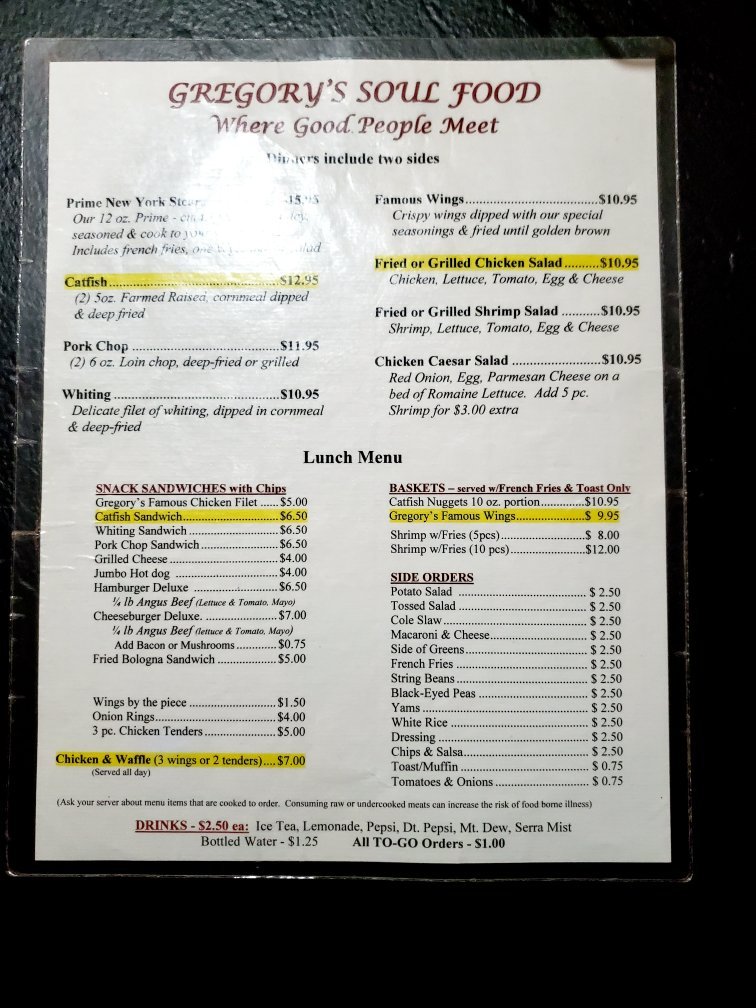 GREGORY'S SOUL FOOD
Where Good People Meet
Dinners include two sides
Prime New York
Our 12 oz. Prime -
seasoned & cook to
Includes french fries,
Catfish.............................................$12.95
(2) 5oz. Farmed Raised, cornmeal dipped
& deep fried
Pork Chop .......................................$11.95
(2) 6 oz. Loin chop, deep-fried or grilled
Whiting ............................................$10.95
Delicate filet of whiting, dipped in cornmeal
& deep-fried
Famous Wings...................................$10.95
Crispy wings dipped with our special
seasonings & fried until golden brown
Fried or Grilled Chicken Salad ..........$10.95
Chicken, Lettuce, Tomato, Egg & Cheese
Fried or Grilled Shrimp Salad ...........$10.95
Shrimp, Lettuce, Tomato, Egg & Cheese
Chicken Caesar Salad .........................$10.95
Red Onion, Egg, Parmesan Cheese on a
bed of Romaine Lettuce. Add 5 pc.
Shrimp for $3.00 extra
Lunch Menu
SNACK SANDWICHES with Chips
Gregory's Famous Chicken Filet ......$5.00
Catfish Sandwich...............................$6.50
Whiting Sandwich .............................$6.50
Pork Chop Sandwich .........................$6.50
Grilled Cheese ...................................$4.00
Jumbo Hot dog ..................................$4.00
Hamburger Deluxe ............................$6.50
¼ lb Angus Beef (Lettuce & Tomato, Mayo)
Cheeseburger Deluxe. .......................$7.00
¼ lb Angus Beef (lettuce & Tomato, Mayo)
Add Bacon or Mushrooms .............$0.75
Fried Bologna Sandwich ...................$5.00
Wings by the piece ............................$1.50
Onion Rings.......................................$4.00
3 pc. Chicken Tenders........................$5.00
Chicken & Waffle (3 wings or 2 tenders)....$7.00
(Served all day)
BASKETS – served w/French Fries & Toast Only
Catfish Nuggets 10 oz. portion............$10.95
Gregory's Famous Wings......................$ 9.95
Shrimp w/Fries (5pcs)...........................$ 8.00
Shrimp w/Fries (10 pcs)........................$12.00
SIDE ORDERS
Potato Salad ........................................$ 2.50
Tossed Salad .......................................$ 2.50
Cole Slaw............................................$ 2.50
Macaroni & Cheese.............................$ 2.50
Side of Greens.....................................$ 2.50
French Fries ........................................$ 2.50
String Beans........................................$ 2.50
Black-Eyed Peas .................................$ 2.50
Yams ...................................................$ 2.50
White Rice ..........................................$ 2.50
Dressing ..............................................$ 2.50
Chips & Salsa......................................$ 2.50
Toast/Muffin .......................................$ 0.75
Tomatoes & Onions ............................$ 0.75
(Ask your server about menu items that are cooked to order. Consuming raw or undercooked meats can increase the risk of food borne illness)
DRINKS - $2.50 ea: Ice Tea, Lemonade, Pepsi, Dt. Pepsi, Mt. Dew, Serra Mist
Bottled Water - $1.25 All TO-GO Orders - $1.00